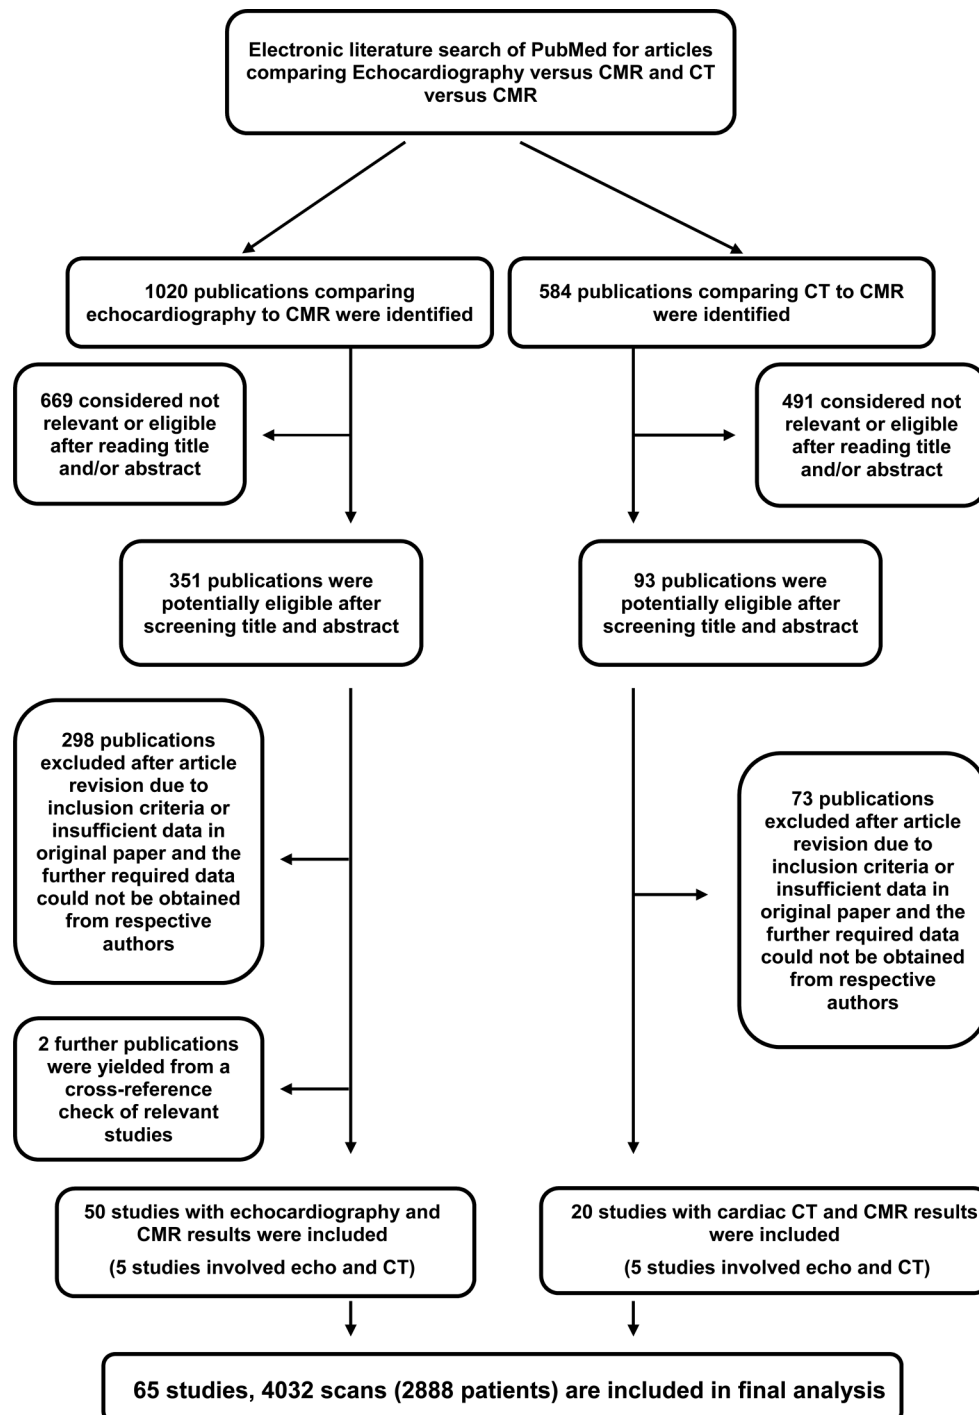 Electronic literature search of PubMed for articles
comparing Echocardiography versus CMR and CT
versus CMR
1020 publications comparing
echocardiography to CMR were identified
584 publications comparing CT to CMR
were identified
669 considered not
relevant or eligible
after reading title
and/or abstract
491 considered not
relevant or eligible
after reading title
and/or abstract
351 publications were
potentially eligible after
screening title and abstract
93 publications were
potentially eligible after
screening title and abstract
298 publications
excluded after article
revision due to
inclusion criteria or
insufficient data in
original paper and the
further required data
could not be obtained
from respective
authors
73 publications
excluded after article
revision due to
inclusion criteria or
insufficient data in
original paper and the
further required data
could not be obtained
from respective
authors
2 further publications
were yielded from a
cross-reference
check of relevant
studies
50 studies with echocardiography and
CMR results were included
(5 studies involved echo and CT)
20 studies with cardiac CT and CMR results
were included
(5 studies involved echo and CT)
65 studies, 4032 scans (2888 patients) are included in final analysis